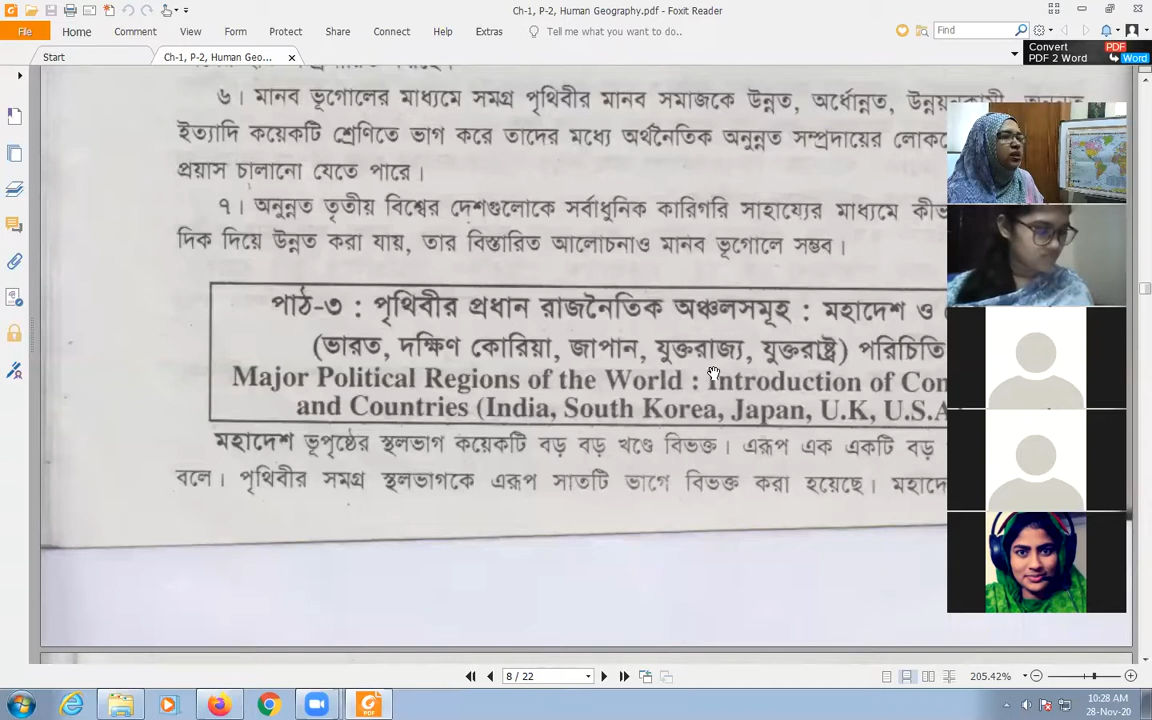 Ch-1, P-2, Human Geography.pdf - Foxit Reader
File Home Comment View Form Protect Share Connect Help Extras Tell me what you want to do.. Find
Start Ch-1, P-2, Human Geo... Convert PDF
PDF 2 Word Word
৬। মানব ভূগোলের মাধ্যমে সমগ্র পৃথিবীর মানব সমাজকে উন্নত, অর্ধোন্নত,
ইত্যাদি কয়েকটি শ্রেণিতে ভাগ করে তাদের মধ্যে অর্থনৈতিক অনুন্নত সম্প্রদায়ের
প্রয়াস চালানো যেতে পারে।
৭। অনুন্নত তৃতীয় বিশ্বের দেশগুলোকে সর্বাধুনিক কারিগরি সাহায্যের মাধ্যমে
দিক দিয়ে উন্নত করা যায়, তার বিস্তারিত আলোচনাও মানব ভূগোলে সম্ভব।
পাঠ-৩ : পৃথিবীর প্রধান রাজনৈতিক অঞ্চলসমূহ : মহাদেশ ও
(ভারত, দক্ষিণ কোরিয়া, জাপান, যুক্তরাজ্য, যুক্তরাষ্ট্র) পরিচিতি
Major Political Regions of the World : Introduction of Con
and Countries (India, South Korea, Japan, U.K, U.S.A
মহাদেশ ভূপৃষ্ঠের স্থলভাগ কয়েকটি বড় বড় খণ্ডে বিভক্ত। এরূপ এক একটি বড়
বলে। পৃথিবীর সমগ্র স্থলভাগকে এরূপ সাতটি ভাগে বিভক্ত করা হয়েছে। মহাদে
8 / 22 205.42%
10:28 AM
28-Nov-20